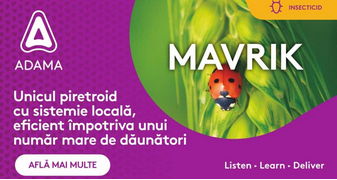 INSECTICID
ADAMA
MAVRIK
Unicul piretroid
cu sistemie locală,
eficient împotriva unui
număr mare de dăunători
AFLĂ MAI MULTE
Listen • Learn • Deliver